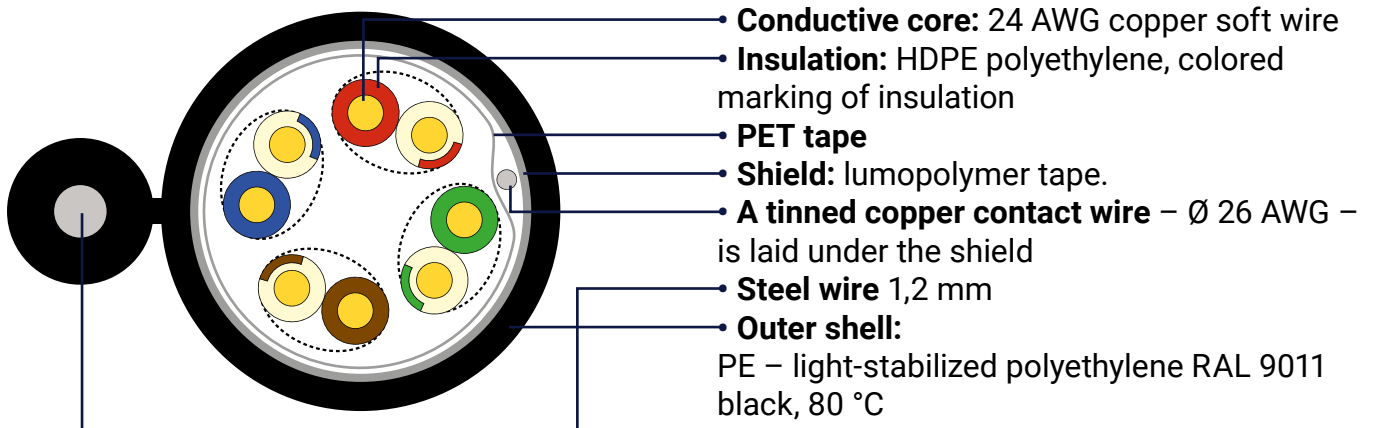 Conductive core: 24 AWG copper soft wire
Insulation: HDPE polyethylene, colored
marking of insulation
PET tape
Shield: lumopolymer tape.
A tinned copper contact wire – Ø 26 AWG –
is laid under the shield
Steel wire 1,2 mm
Outer shell:
PE – light-stabilized polyethylene RAL 9011
black, 80 °C